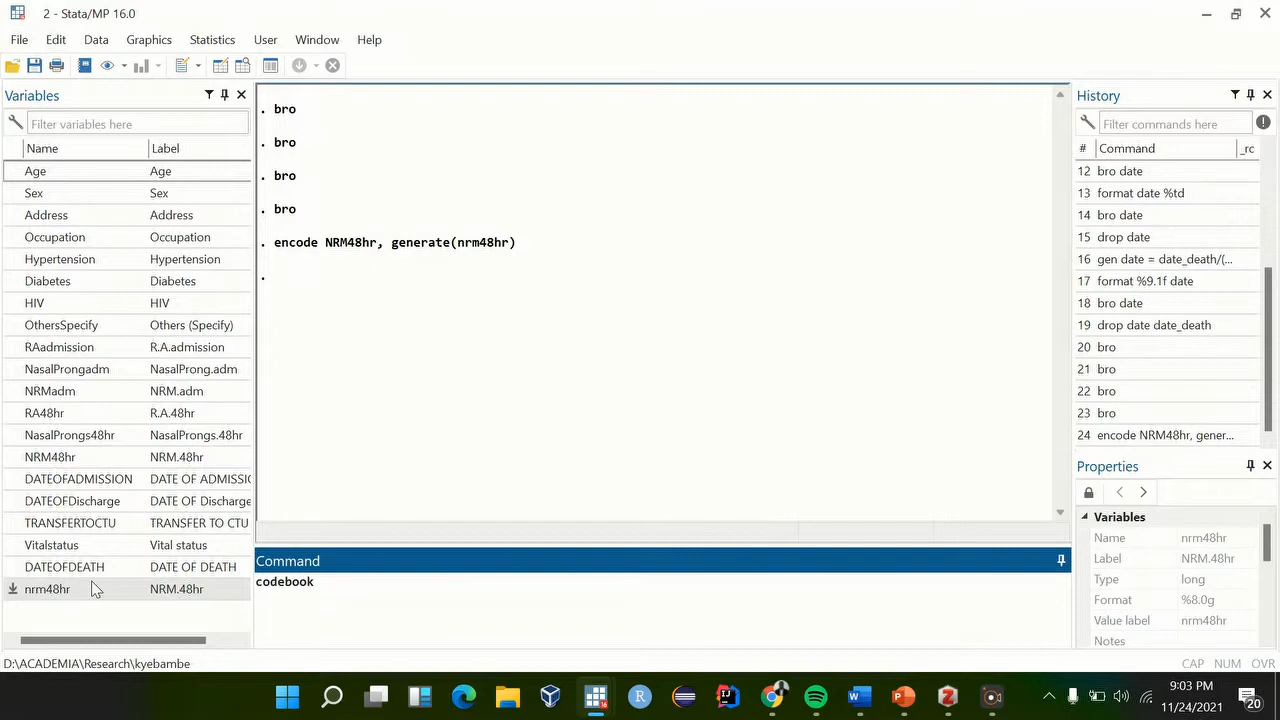 2 - Stata/MP 16.0
File Edit Data Graphics Statistics User Window Help
Variables
Filter variables here
Name Label
Age Age
Sex Sex
Address Address
Occupation Occupation
Hypertension Hypertension
Diabetes Diabetes
HIV HIV
OthersSpecify Others (Specify)
RAadmission R.A.admission
NasalProngadm NasalProng.adm
NRMadm NRM.adm
RA48hr R.A.48hr
NasalProngs48hr NasalProngs.48hr
NRM48hr NRM.48hr
DATEOFADMISSION DATE OF ADMISSIC
DATEOFDischarge DATE OF Discharge
TRANSFERTOCTU TRANSFER TO CTU
Vitalstatus Vital status
DATEOFDEATH DATE OF DEATH
nrm48hr NRM.48hr
. bro
. bro
. bro
. bro
. encode NRM48hr, generate(nrm48hr)
.
Command
codebook
History
Filter commands here
# Command _rc
12 bro date
13 format date %td
14 bro date
15 drop date
16 gen date = date_death/(...
17 format %9.1f date
18 bro date
19 drop date date_death
20 bro
21 bro
22 bro
23 bro
24 encode NRM48hr, gener...
Properties
Variables
Name nrm48hr
Label NRM.48hr
Type long
Format %8.0g
Value label nrm48hr
Notes
D:\ACADEMIA\Research\kyebambe
CAP NUM OVR
9:03 PM
11/24/2021
20